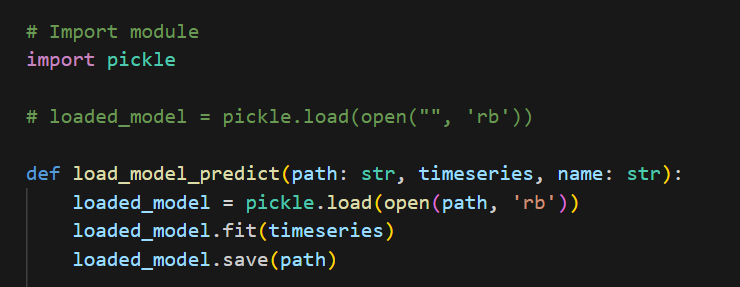 # Import module
import pickle
# loaded_model = pickle.load(open("", 'rb'))
def load_model_predict(path: str, timeseries, name: str):
loaded_model = pickle.load(open(path, 'rb'))
loaded_model.fit(timeseries)
loaded_model.save(path)